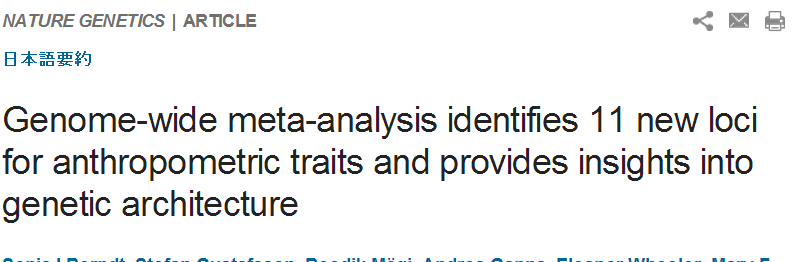 NATURE GENETICS | ARTICLE
日本語要約
Genome-wide meta-analysis identifies 11 new loci
for anthropometric traits and provides insights into
genetic architecture